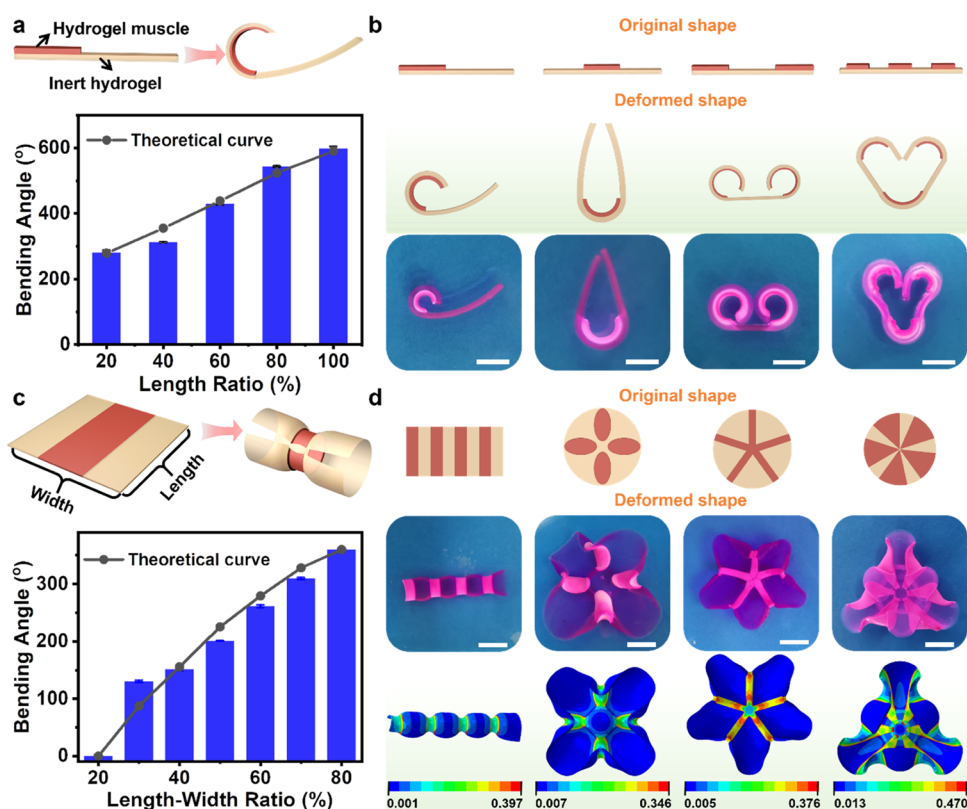 a
Hydrogel muscle
Inert hydrogel
Theoretical curve
Bending Angle (°)
600
400
200
0
20 40 60 80 100
Length Ratio (%)
b
Original shape
Deformed shape
c
Width
Length
Theoretical curve
Bending Angle (°)
300
200
100
0
20 40 60 80
Length-Width Ratio (%)
d
Original shape
Deformed shape
0.001 0.397 0.007 0.346 0.005 0.376 0.013 0.470